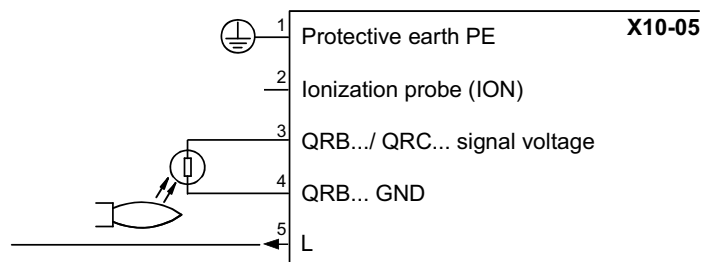 X10-05
1 Protective earth PE
2 Ionization probe (ION)
3 QRB.../ QRC... signal voltage
4 QRB... GND
5 L